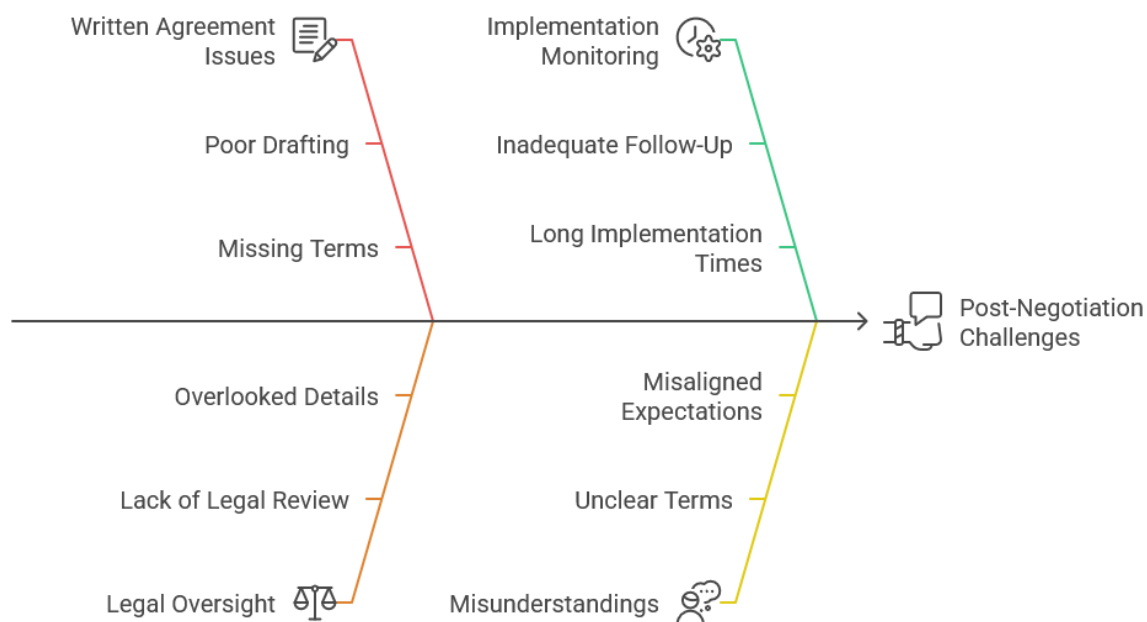 Written Agreement
Issues
Poor Drafting
Missing Terms
Implementation
Monitoring
Inadequate Follow-Up
Long Implementation
Times
Post-Negotiation
Challenges
Overlooked Details
Lack of Legal Review
Legal Oversight
Misaligned
Expectations
Unclear Terms
Misunderstandings